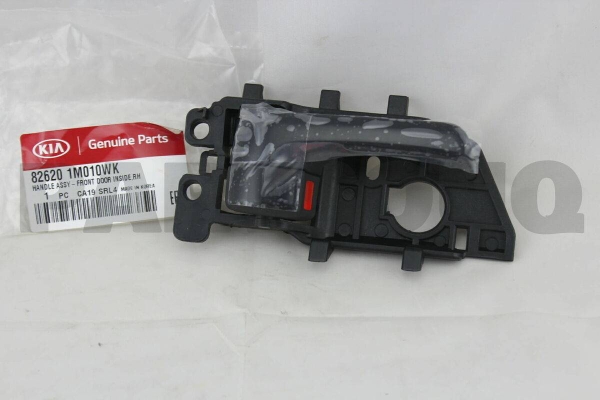 KIA Genuine Parts
82620 1M010WK
HANDLE ASSY - FRONT DOOR INSIDE,RH
1 PC CA19 SRL4 MADE IN KOREA